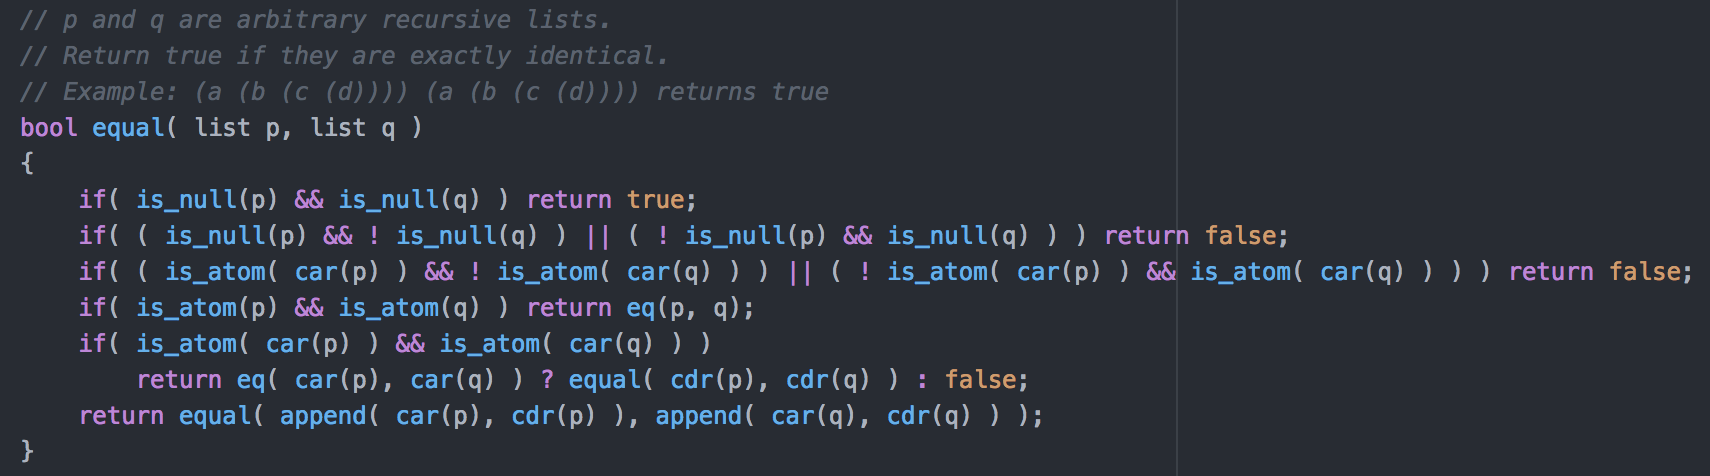 // p and q are arbitrary recursive lists.
// Return true if they are exactly identical.
// Example: (a (b (c (d)))) (a (b (c (d)))) returns true
bool equal( list p, list q )
{
    if( is_null(p) && is_null(q) ) return true;
    if( ( is_null(p) && ! is_null(q) ) || ( ! is_null(p) && is_null(q) ) ) return false;
    if( ( is_atom( car(p) ) && ! is_atom( car(q) ) ) || ( ! is_atom( car(p) ) && is_atom( car(q) ) ) ) return false;
    if( is_atom(p) && is_atom(q) ) return eq(p, q);
    if( is_atom( car(p) ) && is_atom( car(q) ) )
        return eq( car(p), car(q) ) ? equal( cdr(p), cdr(q) ) : false;
    return equal( append( car(p), cdr(p) ), append( car(q), cdr(q) ) );
}